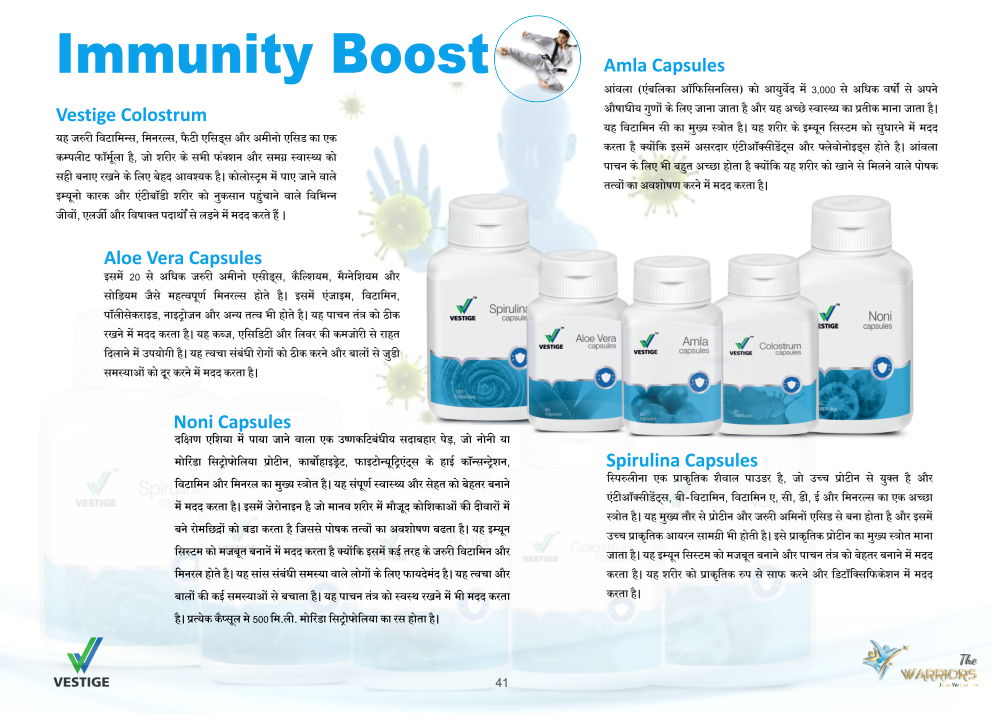 Immunity Boost
Vestige Colostrum
यह जरुरी विटामिन्स, मिनरल्स, फैटी एसिड्स और अमीनो एसिड का एक
कम्पलीट फॉर्मूला है, जो शरीर के सभी फंक्शन और समग्र स्वास्थ्य को
सही बनाए रखने के लिए बेहद आवश्यक है। कोलोस्ट्रम में पाए जाने वाले
इम्यूनो कारक और एंटीबॉडी शरीर को नुकसान पहुंचाने वाले विभिन्न
जीवों, एलर्जी और विषाक्त पदार्थों से लड़ने में मदद करते हैं ।
Aloe Vera Capsules
इसमें 20 से अधिक जरुरी अमीनो एसीड्स, कैल्शियम, मैग्नेशियम और
सोडियम जैसे महत्वपूर्ण मिनरल्स होते है। इसमें एंजाइम, विटामिन,
पॉलीसेकराइड, नाइट्रोजन और अन्य तत्व भी होते है। यह पाचन तंत्र को ठीक
रखने में मदद करता है। यह कब्ज, एसिडिटी और लिवर की कमजोरी से राहत
दिलाने में उपयोगी है। यह त्वचा संबंधी रोगों को ठीक करने और बालों से जुडी
समस्याओं को दूर करने में मदद करता है।
Noni Capsules
दक्षिण एशिया में पाया जाने वाला एक उष्णकटिबंधीय सदाबहार पेड़, जो नोनी या
मोरिंडा सिट्रोफोलिया प्रोटीन, कार्बोहाइड्रेट, फाइटोन्यूट्रिएंट्स के हाई कॉन्सन्ट्रेशन,
विटामिन और मिनरल का मुख्य स्त्रोत है। यह संपूर्ण स्वास्थ्य और सेहत को बेहतर बनाने
में मदद करता है। इसमें जेरोनाइन है जो मानव शरीर में मौजूद कोशिकाओं की दीवारों में
बने रोमछिद्रों को बडा करता है जिससे पोषक तत्वों का अवशोषण बढता है। यह इम्यून
सिस्टम को मजबूत बनानें में मदद करता है क्योंकि इसमें कई तरह के जरुरी विटामिन और
मिनरल होते है। यह सांस संबंधी समस्या वाले लोगों के लिए फायदेमंद है। यह त्वचा और
बालों की कई समस्याओं से बचाता है। यह पाचन तंत्र को स्वस्थ रखने में भी मदद करता
है। प्रत्येक कैप्सूल मे 500 मि.ली. मोरिंडा सिट्रोफोलिया का रस होता है।
Amla Capsules
आंवला (एंबलिका ऑफिसिनलिस) को आयुर्वेद में 3,000 से अधिक वर्षों से अपने
औषाघीय गुणों के लिए जाना जाता है और यह अच्छे स्वास्थ्य का प्रतीक माना जाता है।
यह विटामिन सी का मुख्य स्त्रोत है। यह शरीर के इम्यून सिस्टम को सुधारने में मदद
करता है क्योंकि इसमें असरदार एंटीऑक्सीडेंट्स और फ्लेवोनोइड्स होते है। आंवला
पाचन के लिए भी बहुत अच्छा होता है क्योंकि यह शरीर को खाने से मिलने वाले पोषक
तत्वों का अवशोषण करने में मदद करता है।
VESTIGE
Spirulina
capsules
VESTIGE
Aloe Vera
capsules
VESTIGE
Amla
capsules
VESTIGE
Colostrum
capsules
Noni
capsules
Spirulina Capsules
स्पिरुलीना एक प्राकृतिक शैवाल पाउडर है, जो उच्च प्रोटीन से युक्त है और
एंटीऑक्सीडेंट्स, बी-विटामिन, विटामिन ए, सी, डी, ई और मिनरल्स का एक अच्छा
स्त्रोत है। यह मुख्य तौर से प्रोटीन और जरुरी अमिनों एसिड से बना होता है और इसमें
उच्च प्राकृतिक आयरन सामग्री भी होती है। इसे प्राकृतिक प्रोटीन का मुख्य स्त्रोत माना
जाता है। यह इम्यून सिस्टम को मजबूत बनाने और पाचन तंत्र को बेहतर बनाने में मदद
करता है। यह शरीर को प्राकृतिक रुप से साफ करने और डिटॉक्सिफिकेशन में मदद
करता है।
VESTIGE
41
The
WARRIORS